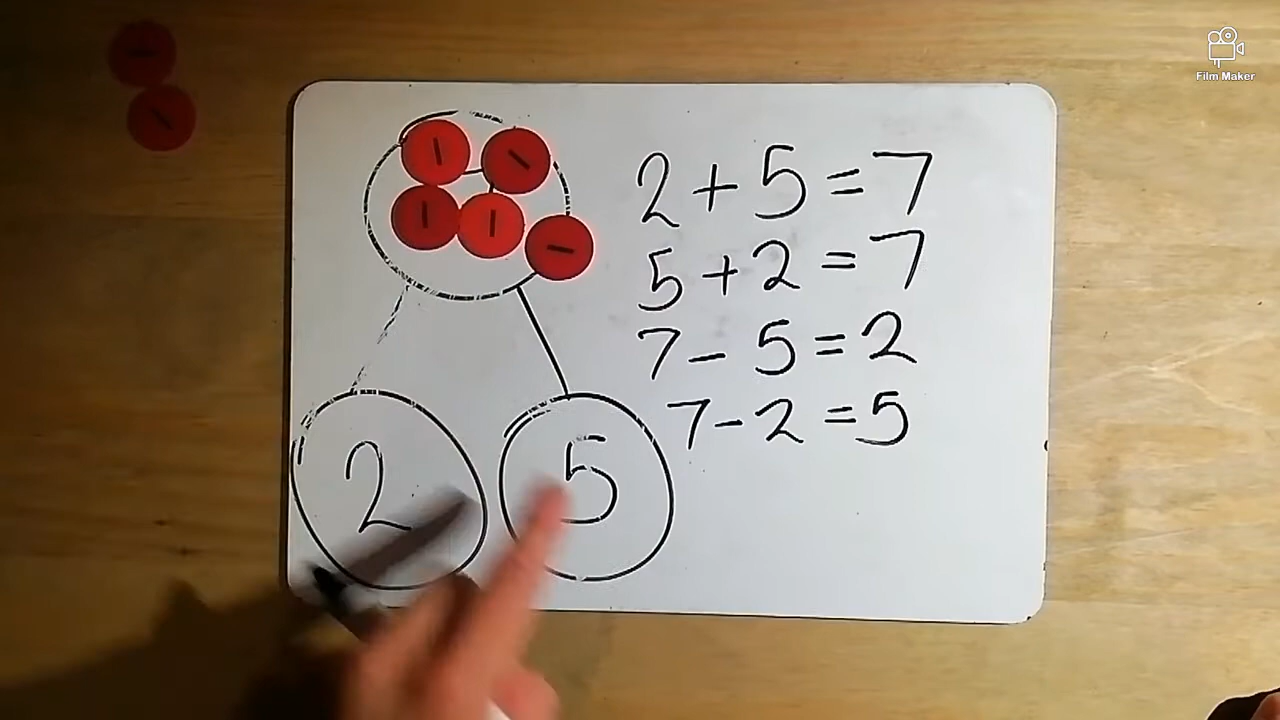 Film Maker
2 + 5 = 7
5 + 2 = 7
7 - 5 = 2
7 - 2 = 5
2
5